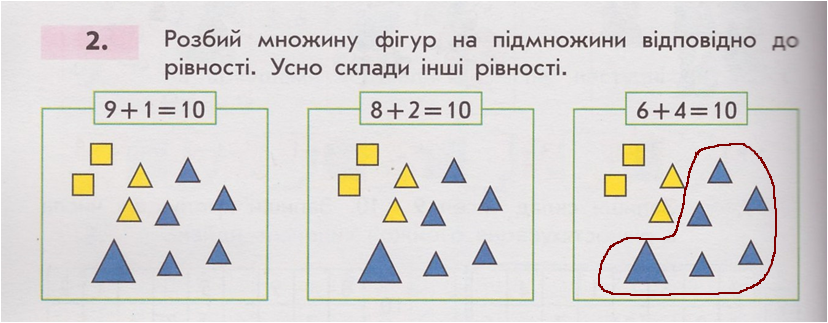 2. Розбий множину фігур на підмножини відповідно до
рівності. Усно склади інші рівності.
9+1=10
8+2=10
6+4=10